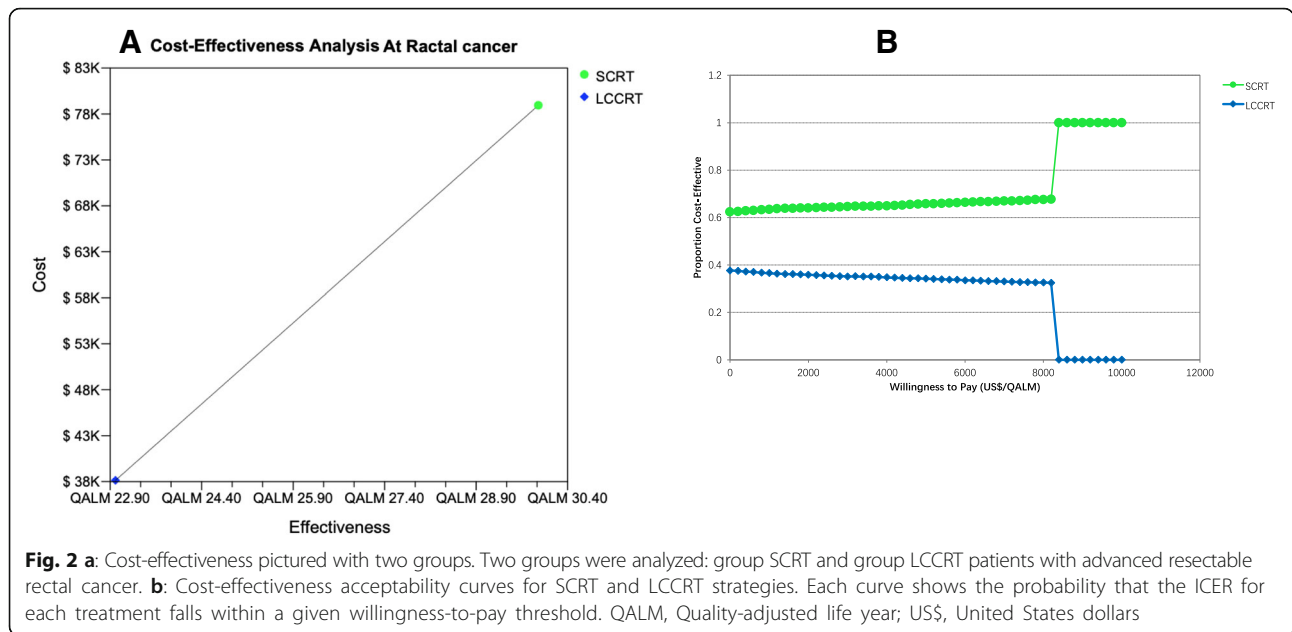 A Cost-Effectiveness Analysis At Ractal cancer
$ 83K
$ 78K
$ 73K
$ 68K
$ 63K
$ 58K
$ 53K
$ 48K
$ 43K
$ 38K
Cost
QALM 22.90 QALM 24.40 QALM 25.90 QALM 27.40 QALM 28.90 QALM 30.40
Effectiveness
SCRT
LCCRT
B
1.2
1
0.8
0.6
0.4
0.2
0
Proportion Cost-Effective
0 2000 4000 6000 8000 10000 12000
Willingness to Pay (US$/QALM)
SCRT
LCCRT
Fig. 2 a: Cost-effectiveness pictured with two groups. Two groups were analyzed: group SCRT and group LCCRT patients with advanced resectable
rectal cancer. b: Cost-effectiveness acceptability curves for SCRT and LCCRT strategies. Each curve shows the probability that the ICER for
each treatment falls within a given willingness-to-pay threshold. QALM, Quality-adjusted life year; US$, United States dollars